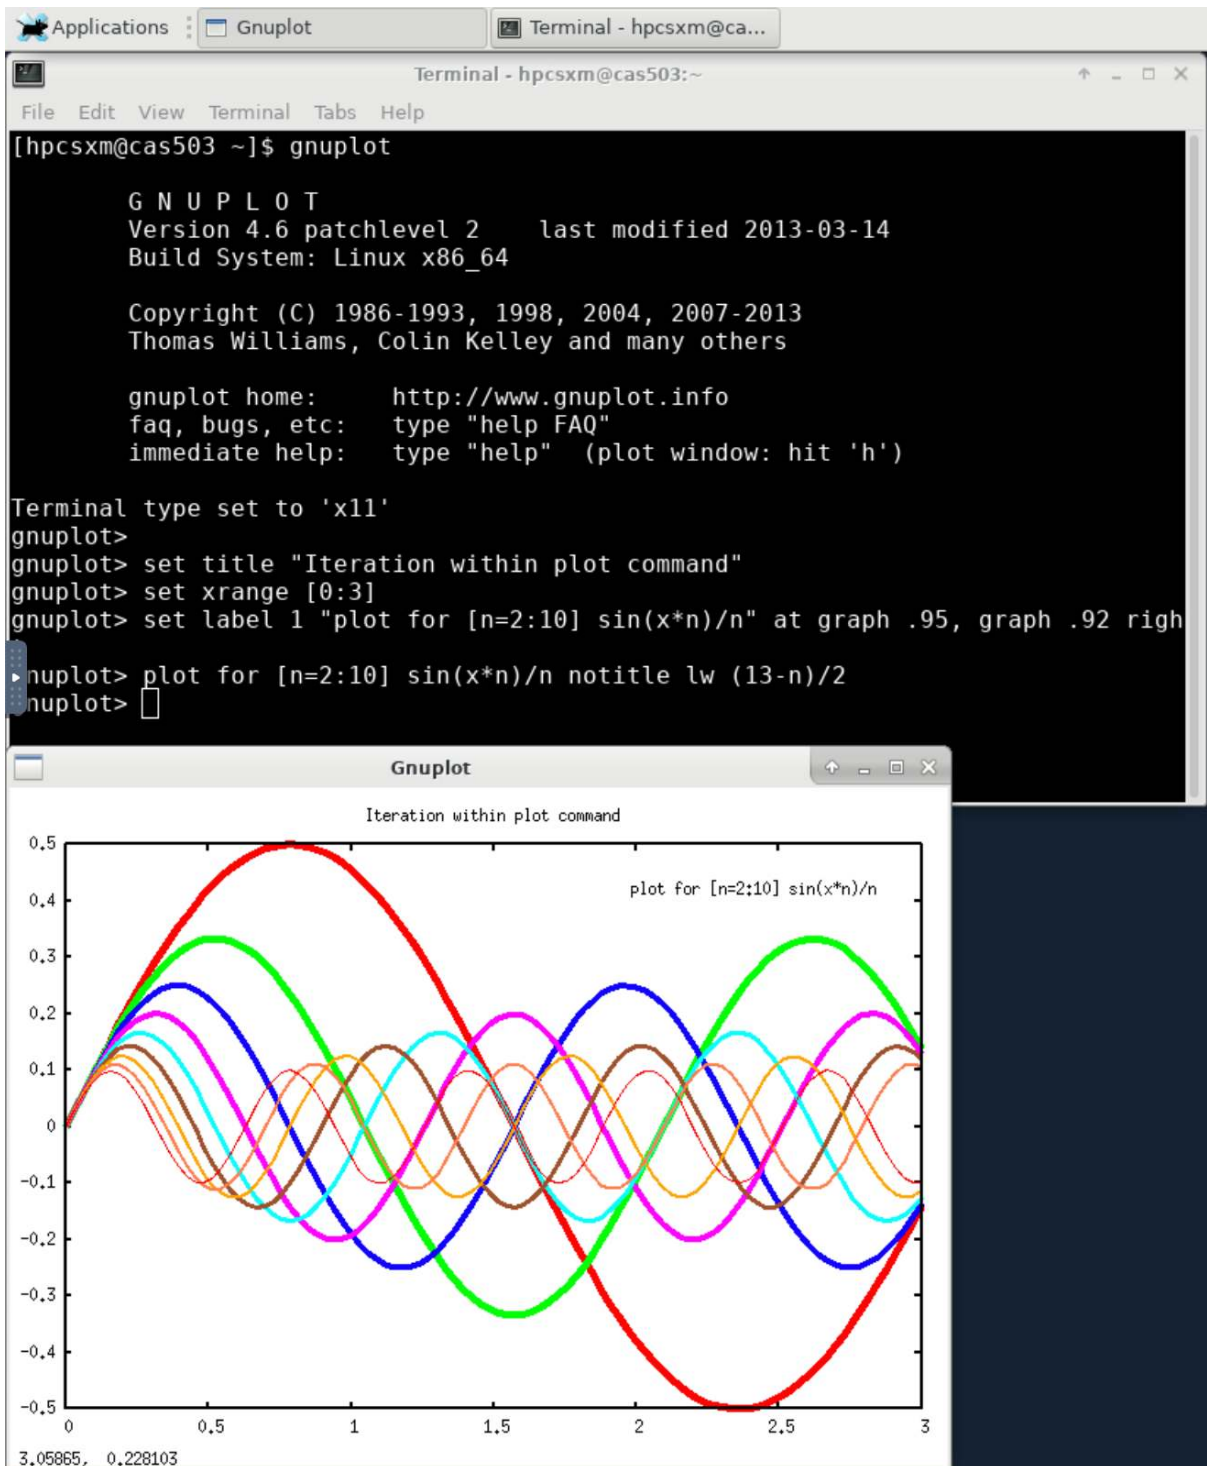 Applications Gnuplot Terminal - hpcsxm@ca...
Terminal - hpcsxm@cas503:~
File Edit View Terminal Tabs Help
[hpcsxm@cas503 ~]$ gnuplot
G N U P L O T
Version 4.6 patchlevel 2    last modified 2013-03-14
Build System: Linux x86_64
Copyright (C) 1986-1993, 1998, 2004, 2007-2013
Thomas Williams, Colin Kelley and many others
gnuplot home:     http://www.gnuplot.info
faq, bugs, etc:   type "help FAQ"
immediate help:   type "help"  (plot window: hit 'h')
Terminal type set to 'x11'
gnuplot>
gnuplot> set title "Iteration within plot command"
gnuplot> set xrange [0:3]
gnuplot> set label 1 "plot for [n=2:10] sin(x*n)/n" at graph .95, graph .92 righ
nuplot> plot for [n=2:10] sin(x*n)/n notitle lw (13-n)/2
nuplot>
Gnuplot
Iteration within plot command
0.5
plot for [n=2:10] sin(x*n)/n
0.4
0.3
0.2
0.1
0
-0.1
-0.2
-0.3
-0.4
-0.5
0 0.5 1 1.5 2 2.5 3
3.05865, 0.228103